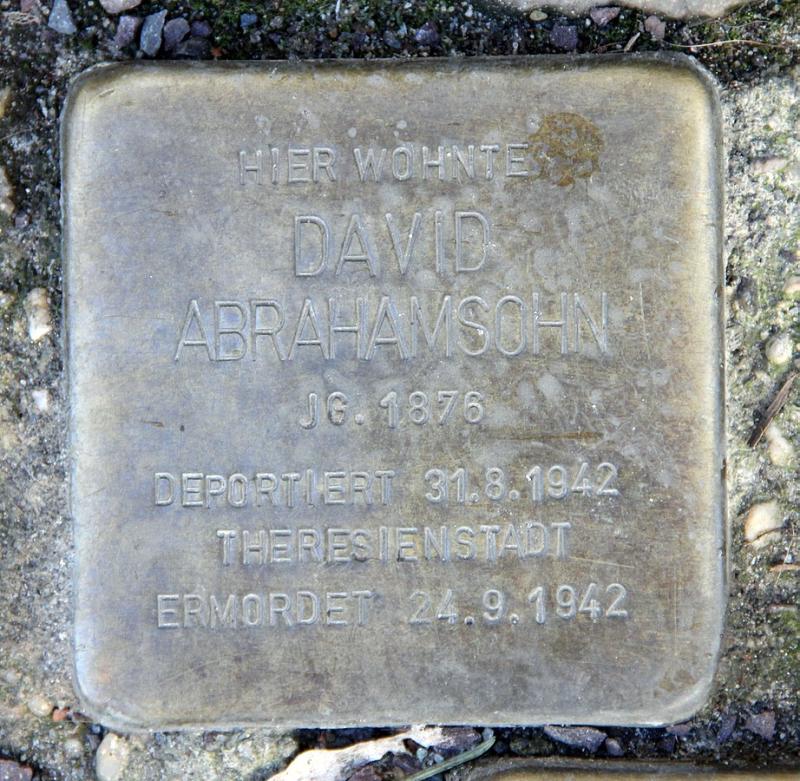 HIER WOHNTE
DAVID
ABRAHAMSOHN
JG. 1876
DEPORTIERT 31.8.1942
THERESIENSTADT
ERMORDET 24.9.1942